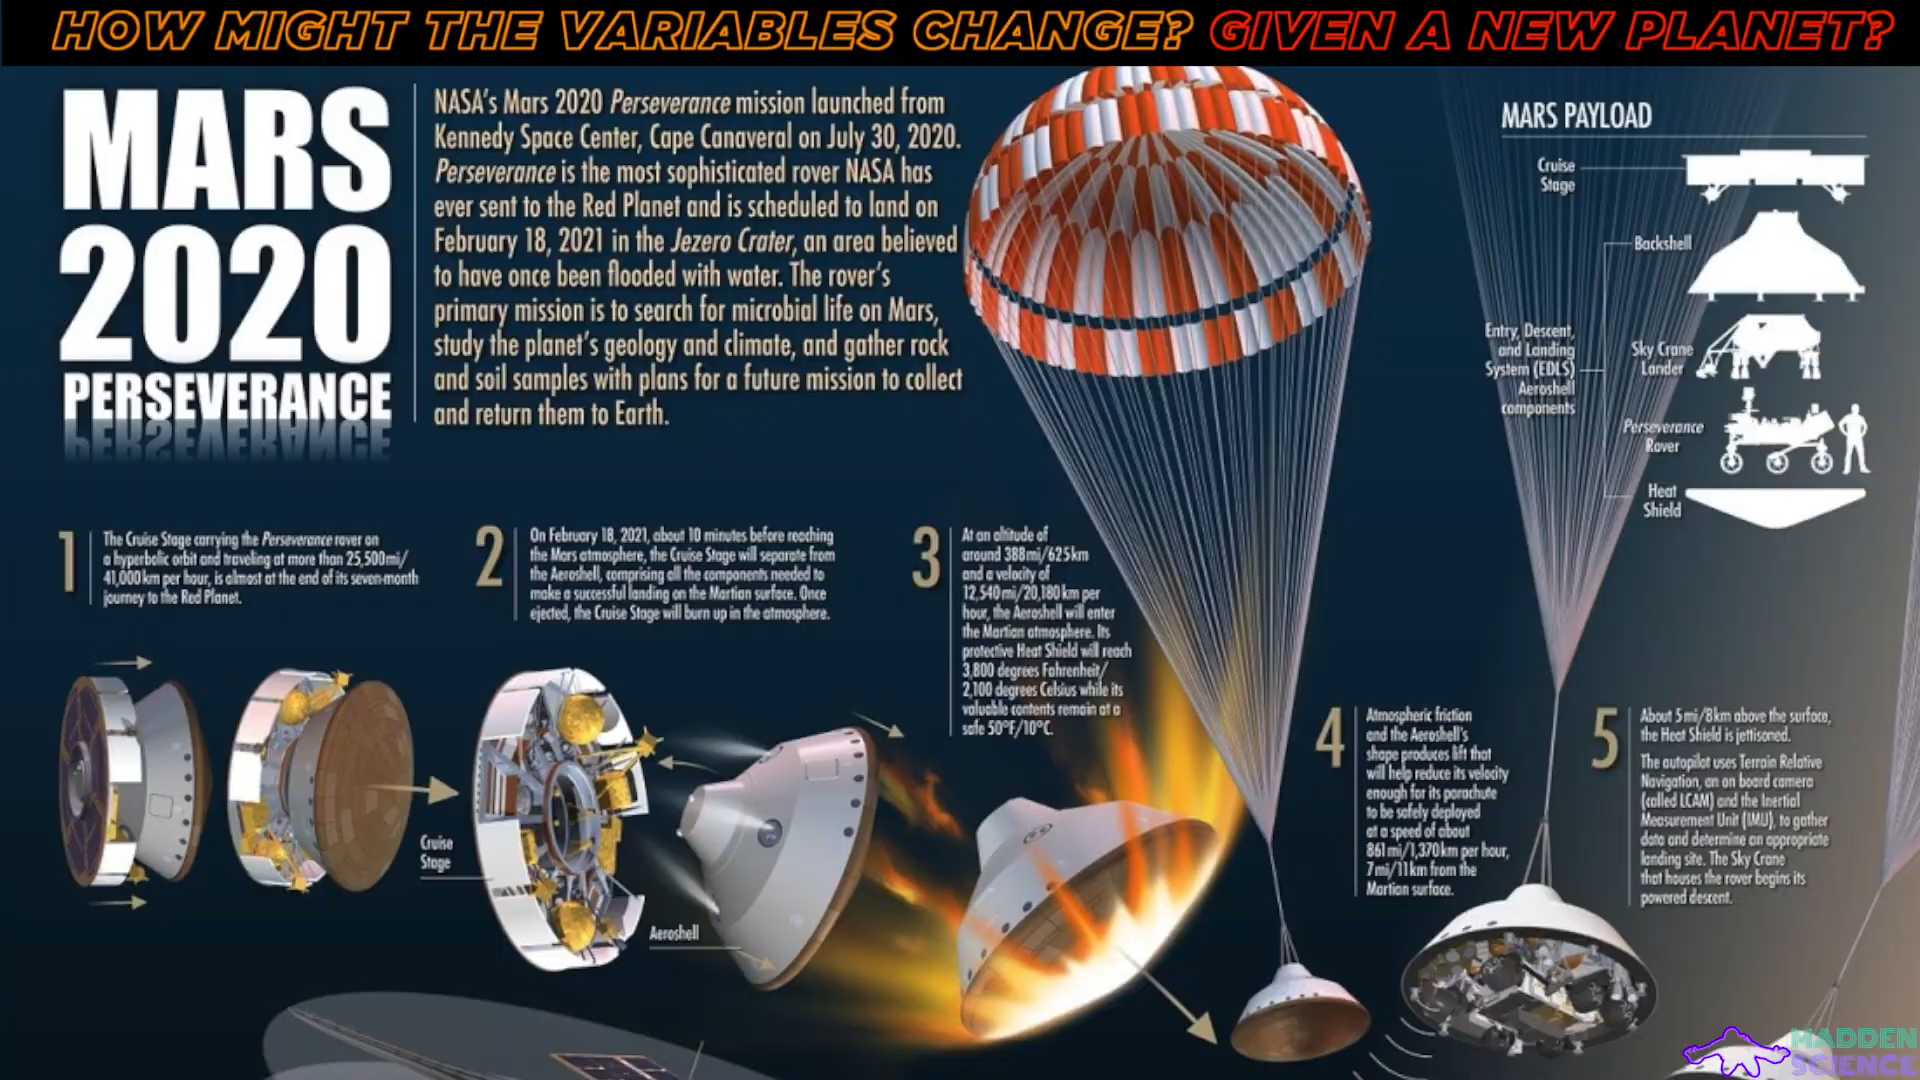 HOW MIGHT THE VARIABLES CHANGE? GIVEN A NEW PLANET?
MARS
2020
PERSEVERANCE
NASA's Mars 2020 Perseverance mission launched from
Kennedy Space Center, Cape Canaveral on July 30, 2020.
Perseverance is the most sophisticated rover NASA has
ever sent to the Red Planet and is scheduled to land on
February 18, 2021 in the Jezero Crater, an area believed
to have once been flooded with water. The rover's
primary mission is to search for microbial life on Mars,
study the planet's geology and climate, and gather rock
and soil samples with plans for a future mission to collect
and return them to Earth.
MARS PAYLOAD
Cruise
Stage
Backshell
Entry, Descent,
and Landing
System (EDLS)
Aeroshell
components
Sky Crane
Lander
Perseverance
Rover
Heat
Shield
1
The Cruise Stage carrying the Perseverance rover on
a hyperbolic orbit and traveling at more than 25,500mi/
41,000km per hour, is almost at the end of its seven-month
journey to the Red Planet.
2
On February 18, 2021, about 10 minutes before reaching
the Mars atmosphere, the Cruise Stage will separate from
the Aeroshell, comprising all the components needed to
make a successful landing on the Martian surface. Once
ejected, the Cruise Stage will burn up in the atmosphere.
3
At an altitude of
around 388mi/625km
and a velocity of
12,540mi/20,180km per
hour, the Aeroshell will enter
the Martian atmosphere. Its
protective Heat Shield will reach
3,800 degrees Fahrenheit/
2,100 degrees Celsius while its
valuable contents remain at a
safe 50°F/10°C.
4
Atmospheric friction
and the Aeroshell's
shape produces lift that
will help reduce its velocity
enough for its parachute
to be safely deployed
at a speed of about
861mi/1,370km per hour,
7mi/11km from the
Martian surface.
5
About 5mi/8km above the surface,
the Heat Shield is jettisoned.
The autopilot uses Terrain Relative
Navigation, an on board camera
(called LCAM) and the Inertial
Measurement Unit (IMU), to gather
data and determine an appropriate
landing site. The Sky Crane
that houses the rover begins its
powered descent.
Cruise
Stage
Aeroshell
MADDEN
SCIENCE